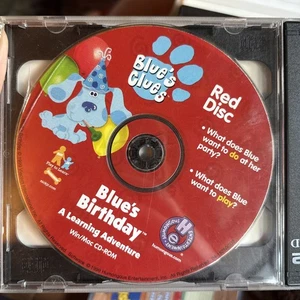 Blue's
Clues
Red
Disc
• What does Blue
want to do at her
party?
• What does Blue
want to play?
Blue's
Birthday™
A Learning Adventure
Win/Mac CD-ROM